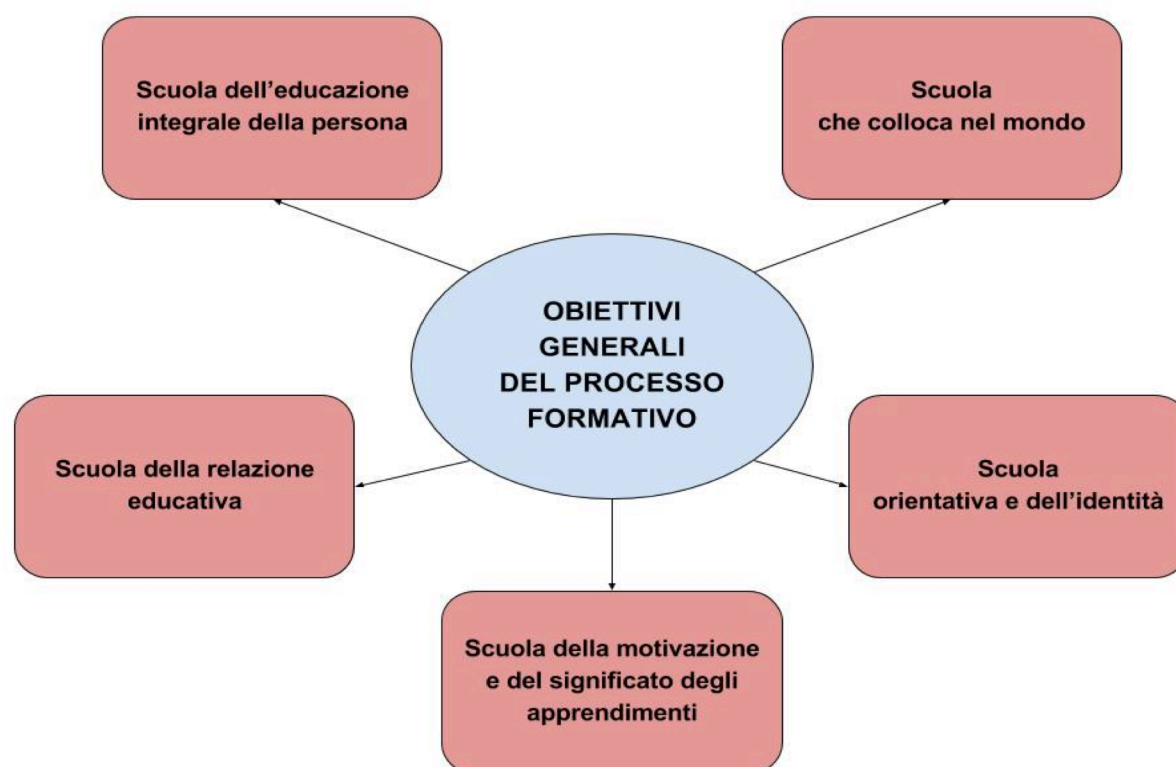 Scuola dell’educazione
integrale della persona
Scuola
che colloca nel mondo
OBIETTIVI
GENERALI
DEL PROCESSO
FORMATIVO
Scuola della relazione
educativa
Scuola
orientativa e dell’identità
Scuola della motivazione
e del significato degli
apprendimenti